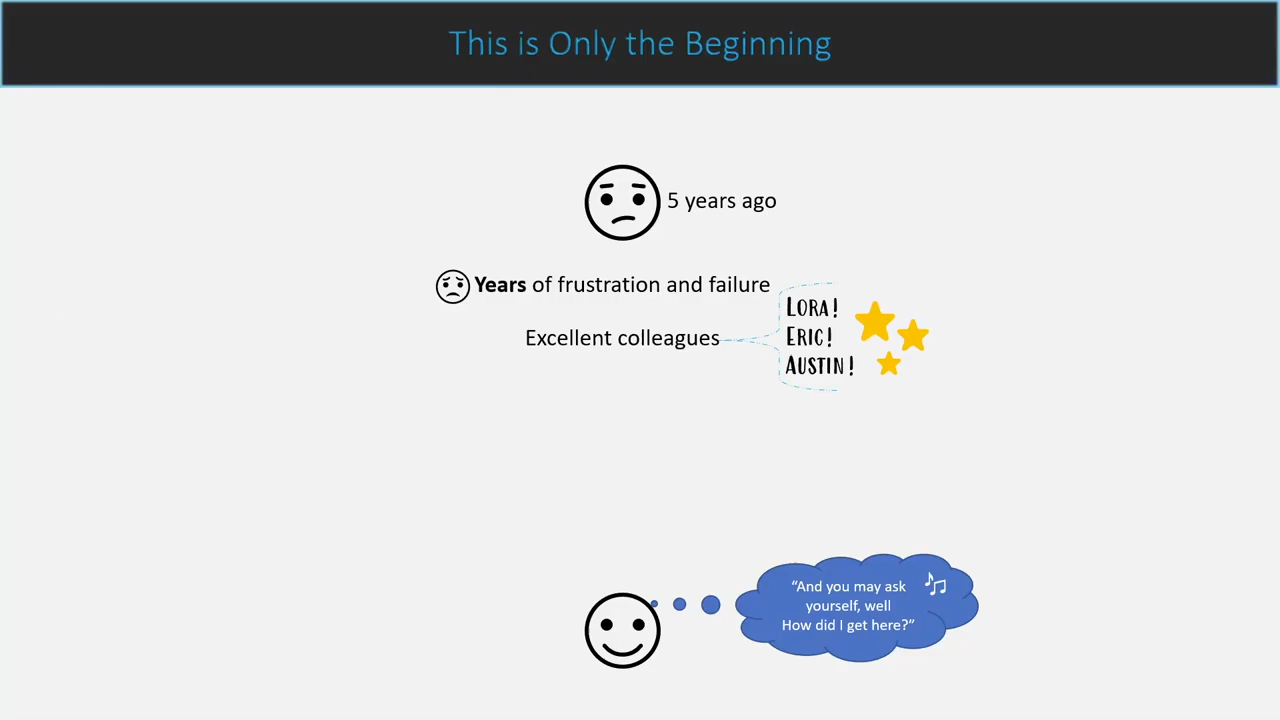 This is Only the Beginning
5 years ago
Years of frustration and failure
Excellent colleagues
LORA!
ERIC!
AUSTIN!
“And you may ask
yourself, well
How did I get here?”